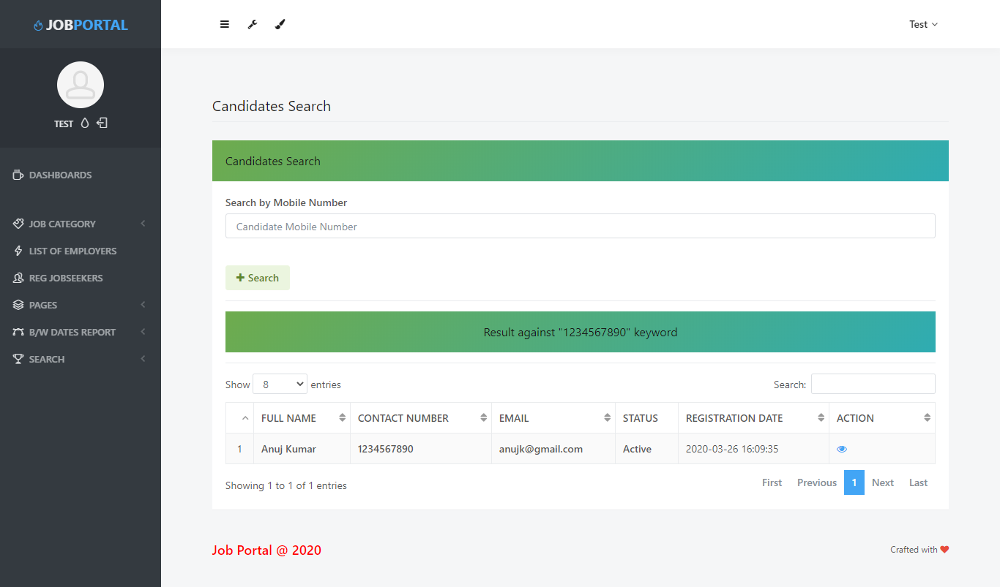 JOBPORTAL
Test
TEST
DASHBOARDS
JOB CATEGORY
LIST OF EMPLOYERS
REG JOBSEEKERS
PAGES
B/W DATES REPORT
SEARCH
Candidates Search
Candidates Search
Search by Mobile Number
Candidate Mobile Number
Search
Result against "1234567890" keyword
Show 8 entries Search:
FULL NAME CONTACT NUMBER EMAIL STATUS REGISTRATION DATE ACTION
1 Anuj Kumar 1234567890 anujk@gmail.com Active 2020-03-26 16:09:35
Showing 1 to 1 of 1 entries First Previous 1 Next Last
Job Portal @ 2020 Crafted with